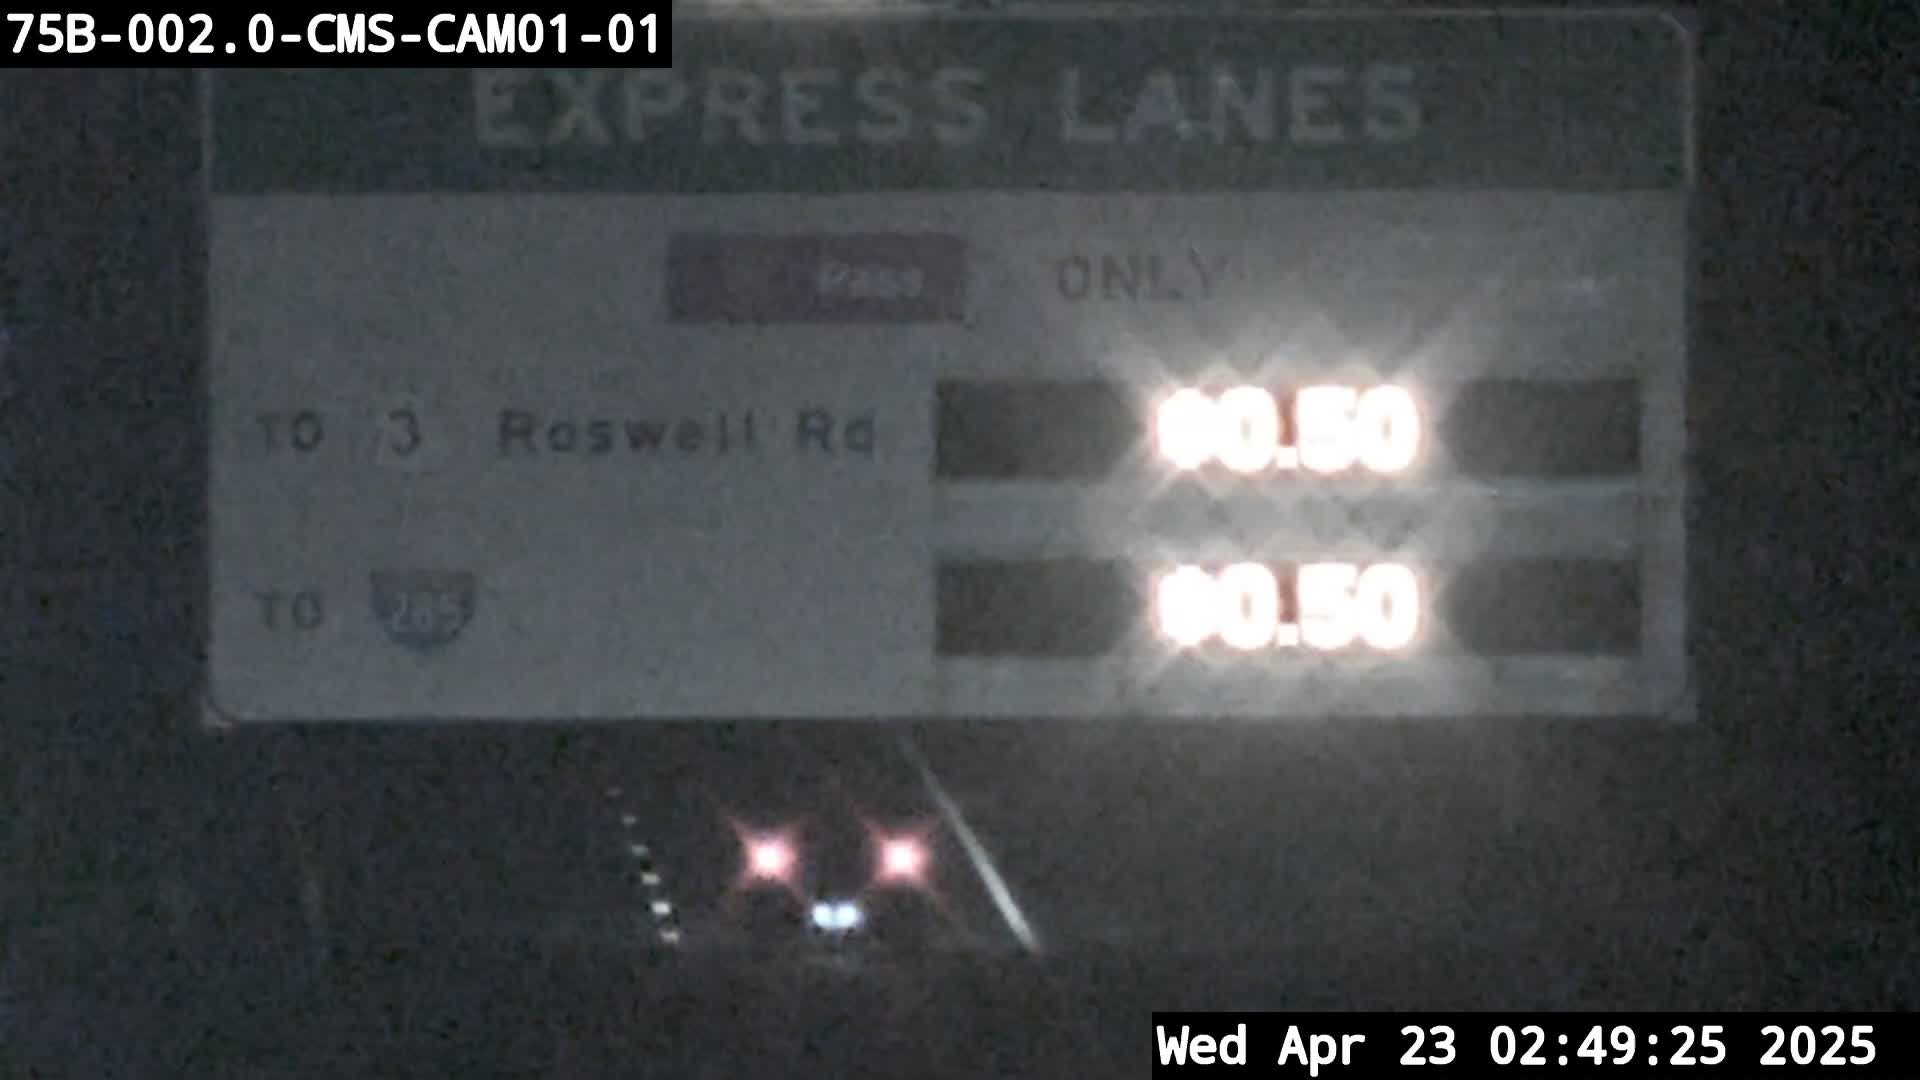 75B-002.0-CMS-CAM01-01
EXPRESS LANES
Pass ONLY
TO 3 Roswell Rd $0.50
TO 285 $0.50
Wed Apr 23 02:49:25 2025